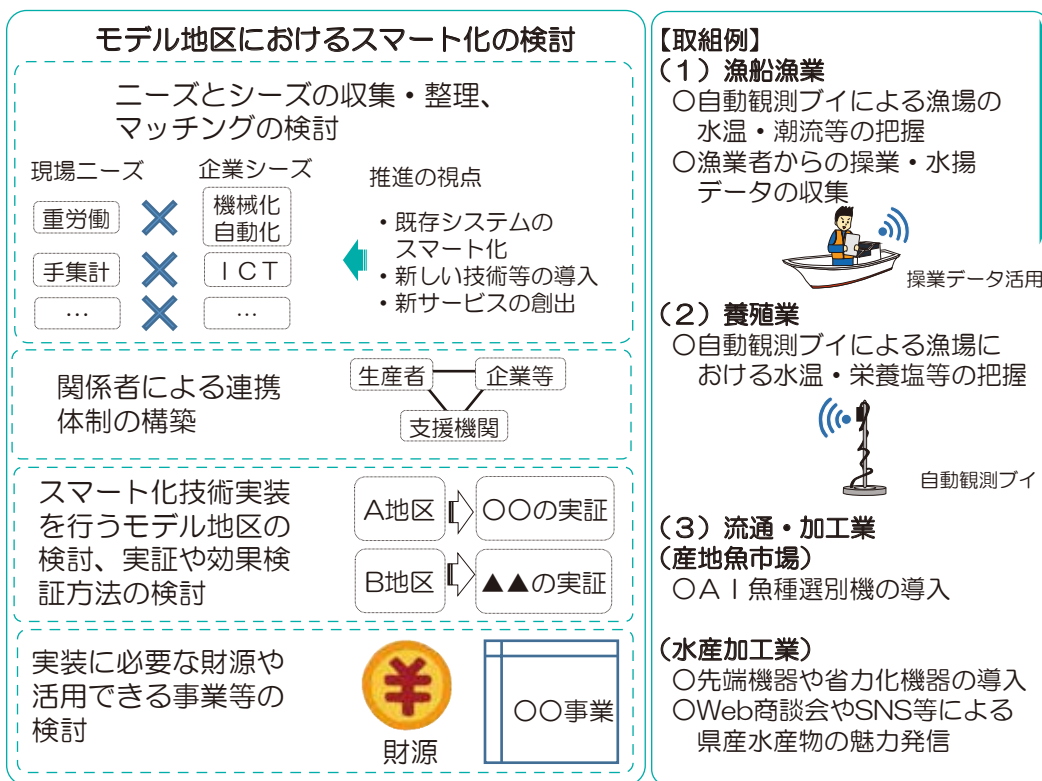 モデル地区におけるスマート化の検討
ニーズとシーズの収集・整理、
マッチングの検討
現場ニーズ
企業シーズ
重労働
機械化
自動化
手集計
ＩＣＴ
…
…
推進の視点
・既存システムの
スマート化
・新しい技術等の導入
・新サービスの創出
関係者による連携
体制の構築
生産者
企業等
支援機関
スマート化技術実装
を行うモデル地区の
検討、実証や効果検
証方法の検討
A地区
〇〇の実証
B地区
▲▲の実証
実装に必要な財源や
活用できる事業等の
検討
財源
〇〇事業
【取組例】
（１）漁船漁業
〇自動観測ブイによる漁場の
水温・潮流等の把握
〇漁業者からの操業・水揚
データの収集
操業データ活用
（２）養殖業
〇自動観測ブイによる漁場に
おける水温・栄養塩等の把握
自動観測ブイ
（３）流通・加工業
（産地魚市場）
〇ＡＩ魚種選別機の導入
（水産加工業）
〇先端機器や省力化機器の導入
〇Web商談会やSNS等による
県産水産物の魅力発信